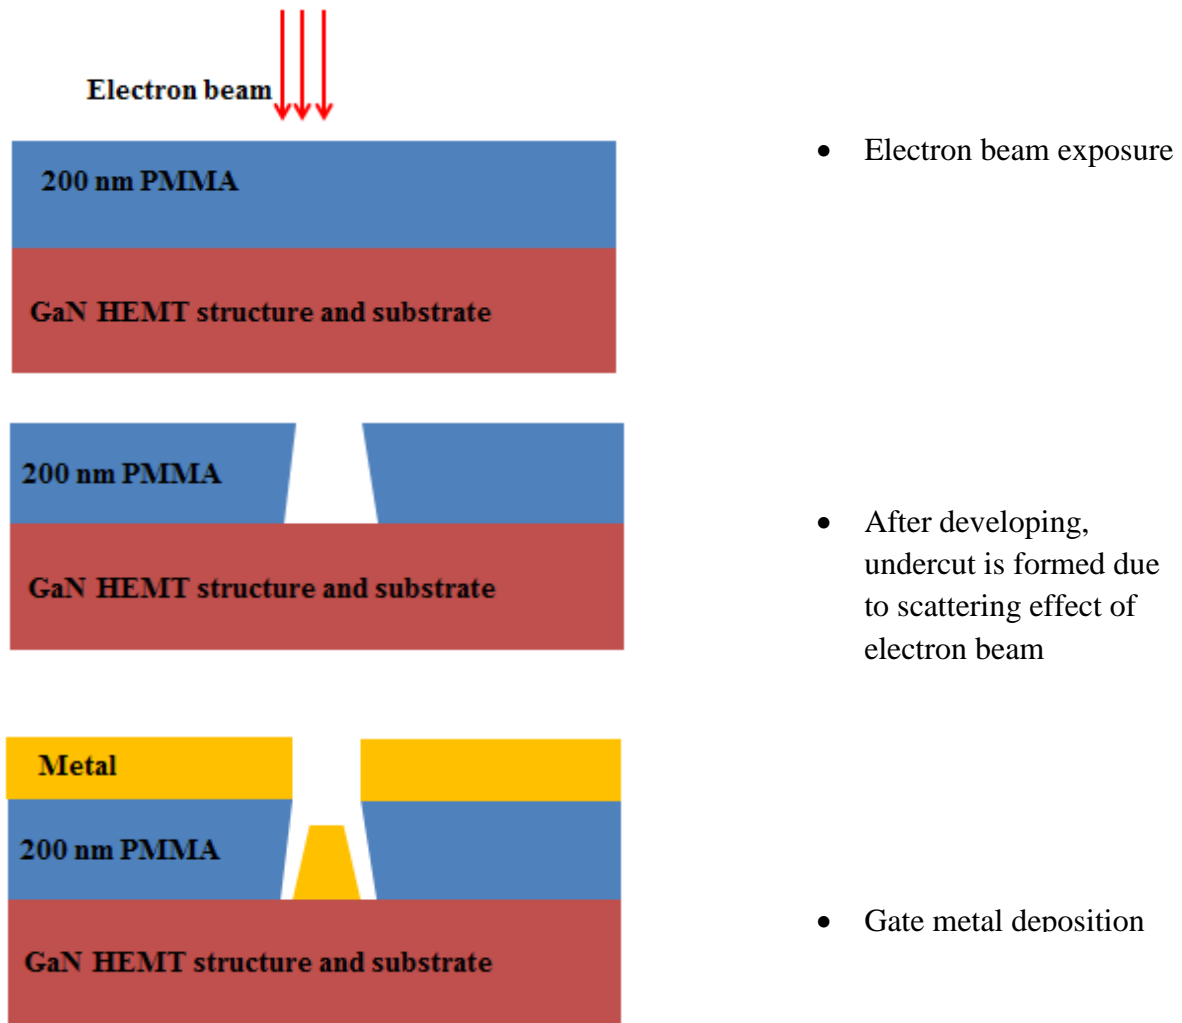 Electron beam
200 nm PMMA
GaN HEMT structure and substrate
• Electron beam exposure
200 nm PMMA
GaN HEMT structure and substrate
• After developing,
undercut is formed due
to scattering effect of
electron beam
Metal
200 nm PMMA
GaN HEMT structure and substrate
• Gate metal deposition